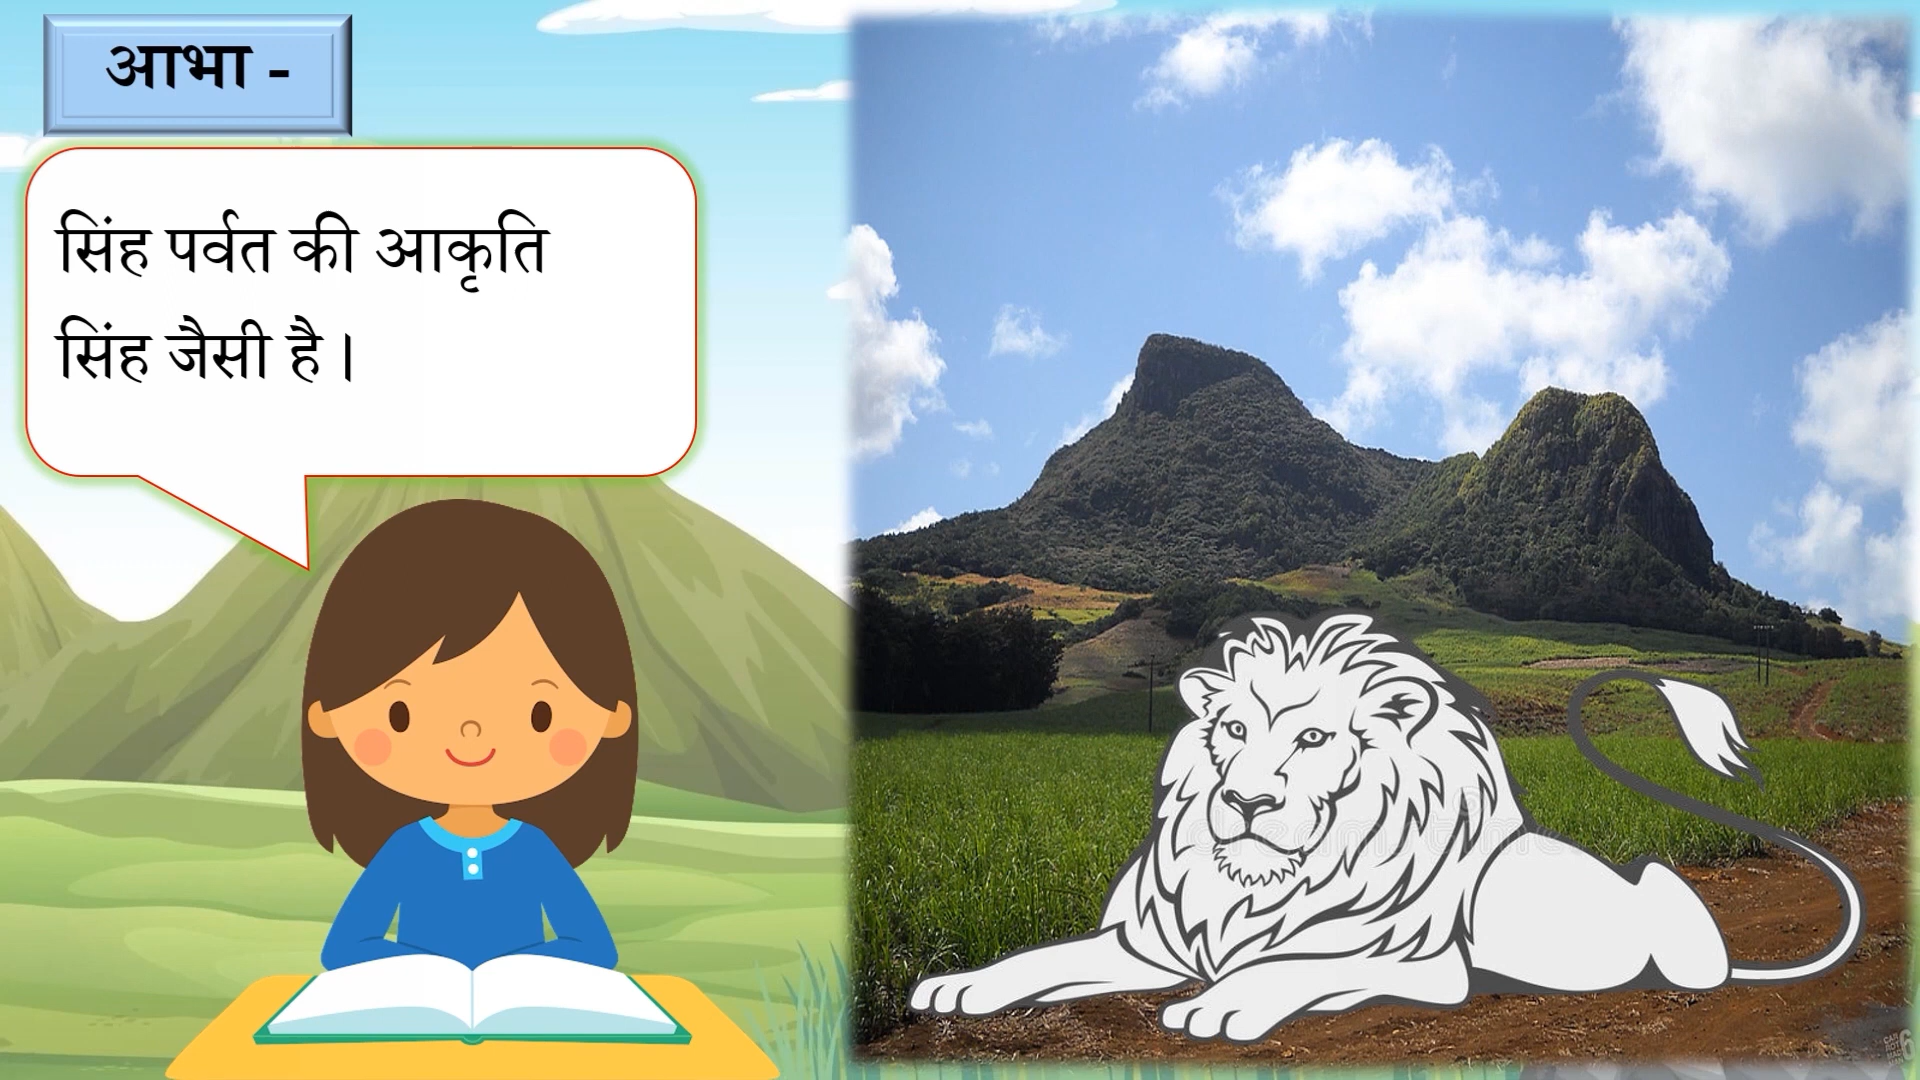 आभा -
सिंह पर्वत की आकृति
सिंह जैसी है।